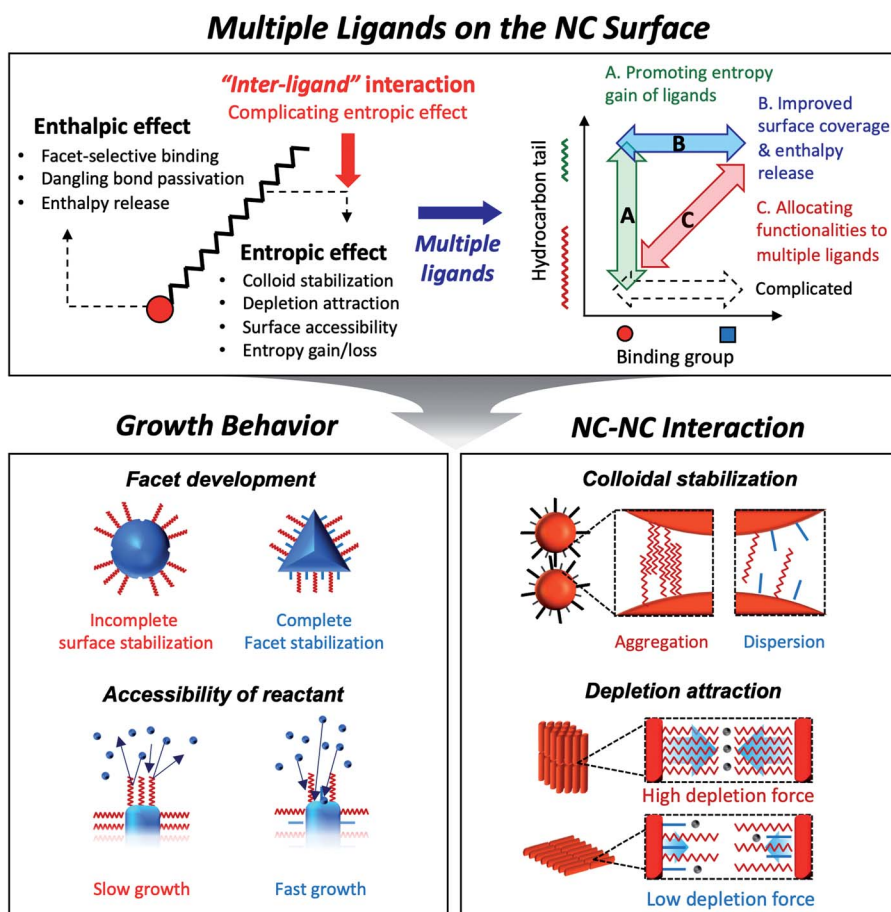 Multiple Ligands on the NC Surface
“Inter-ligand” interaction
Complicating entropic effect
Enthalpic effect
• Facet-selective binding
• Dangling bond passivation
• Enthalpy release
Entropic effect
• Colloid stabilization
• Depletion attraction
• Surface accessibility
• Entropy gain/loss
Multiple
ligands
A. Promoting entropy
gain of ligands
B. Improved
surface coverage
& enthalpy
release
C. Allocating
functionalities to
multiple ligands
Hydrocarbon tail
A
B
C
Complicated
Binding group
Growth Behavior
Facet development
Incomplete
surface stabilization
Complete
Facet stabilization
Accessibility of reactant
Slow growth
Fast growth
NC-NC Interaction
Colloidal stabilization
Aggregation
Dispersion
Depletion attraction
High depletion force
Low depletion force